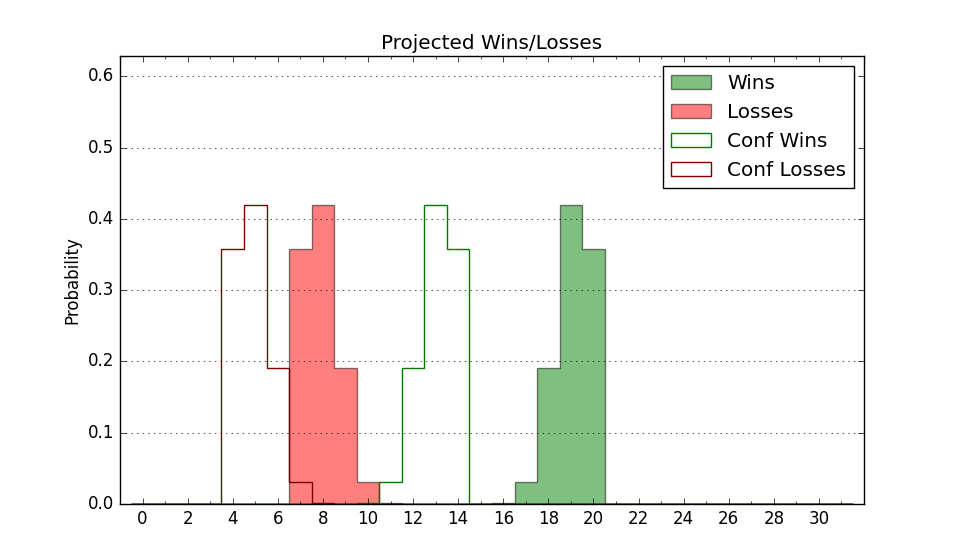 Projected Wins/Losses
Wins
Losses
Conf Wins
Conf Losses
Probability
0.6
0.5
0.4
0.3
0.2
0.1
0.0
0 2 4 6 8 10 12 14 16 18 20 22 24 26 28 30